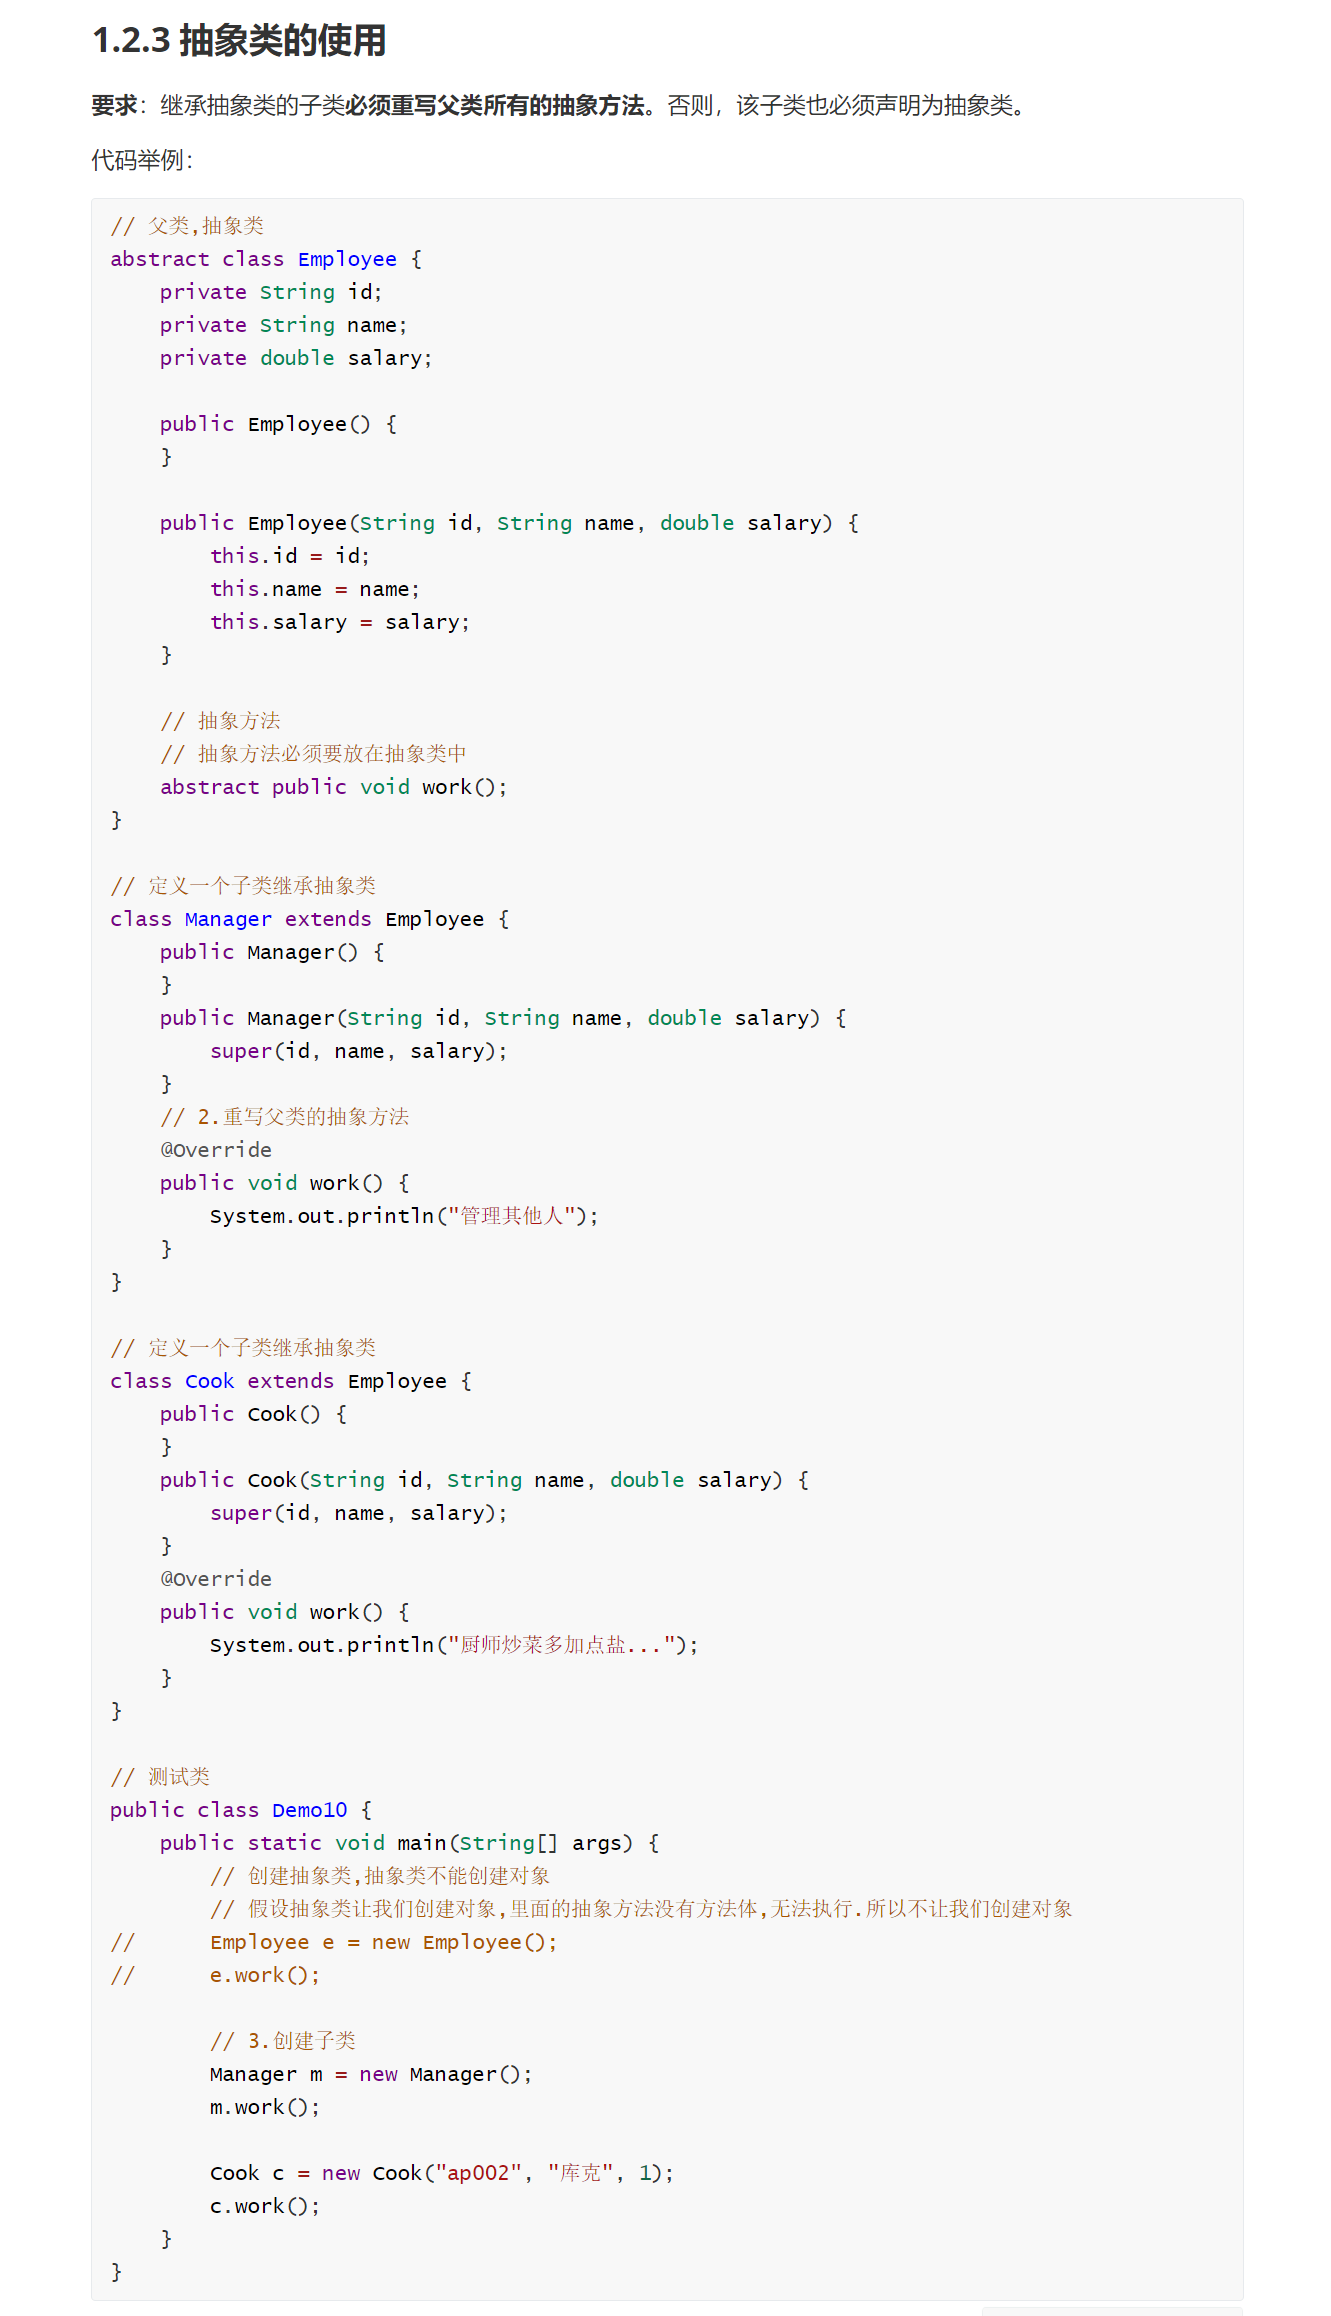 1.2.3 抽象类的使用
要求：继承抽象类的子类必须重写父类所有的抽象方法。否则，该子类也必须声明为抽象类。
代码举例：
// 父类,抽象类
abstract class Employee {
    private String id;
    private String name;
    private double salary;

    public Employee() {
    }

    public Employee(String id, String name, double salary) {
        this.id = id;
        this.name = name;
        this.salary = salary;
    }

    // 抽象方法
    // 抽象方法必须要放在抽象类中
    abstract public void work();
}

// 定义一个子类继承抽象类
class Manager extends Employee {
    public Manager() {
    }
    public Manager(String id, String name, double salary) {
        super(id, name, salary);
    }
    // 2.重写父类的抽象方法
    @Override
    public void work() {
        System.out.println("管理其他人");
    }
}

// 定义一个子类继承抽象类
class Cook extends Employee {
    public Cook() {
    }
    public Cook(String id, String name, double salary) {
        super(id, name, salary);
    }
    @Override
    public void work() {
        System.out.println("厨师炒菜多加点盐...");
    }
}

// 测试类
public class Demo10 {
    public static void main(String[] args) {
        // 创建抽象类,抽象类不能创建对象
        // 假设抽象类让我们创建对象,里面的抽象方法没有方法体,无法执行.所以不让我们创建对象
//      Employee e = new Employee();
//      e.work();

        // 3.创建子类
        Manager m = new Manager();
        m.work();

        Cook c = new Cook("ap002", "库克", 1);
        c.work();
    }
}